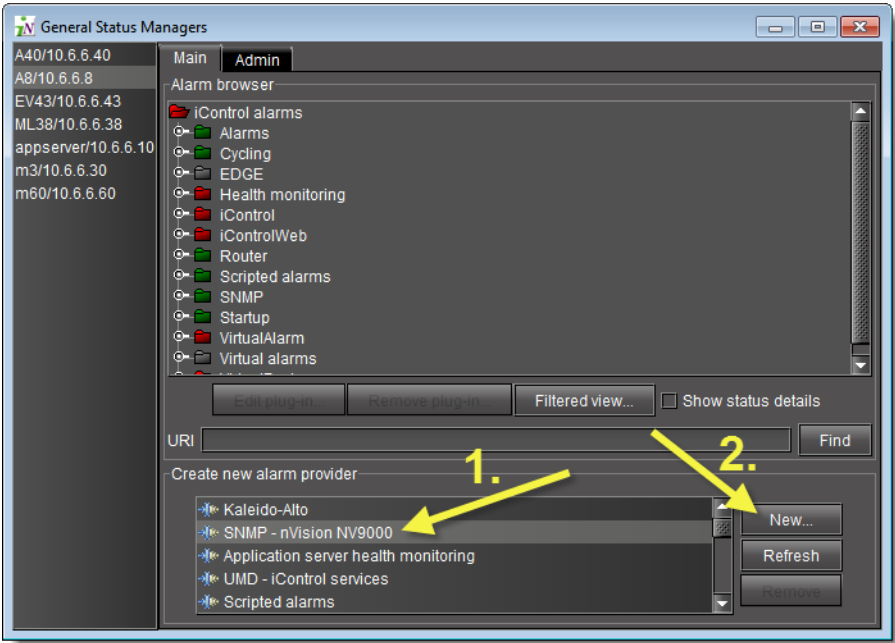 General Status Managers
A40/10.6.6.40
A8/10.6.6.8
EV43/10.6.6.43
ML38/10.6.6.38
appserver/10.6.6.10
m3/10.6.6.30
m60/10.6.6.60
Main Admin
Alarm browser
iControl alarms
Alarms
Cycling
EDGE
Health monitoring
iControl
iControlWeb
Router
Scripted alarms
SNMP
Startup
VirtualAlarm
Virtual alarms
Edit plug-in... Remove plug-in... Filtered view... Show status details
URI Find
1. 2.
Create new alarm provider
Kaleido-Alto
SNMP - nVision NV9000
Application server health monitoring
UMD - iControl services
Scripted alarms
New...
Refresh
Remove